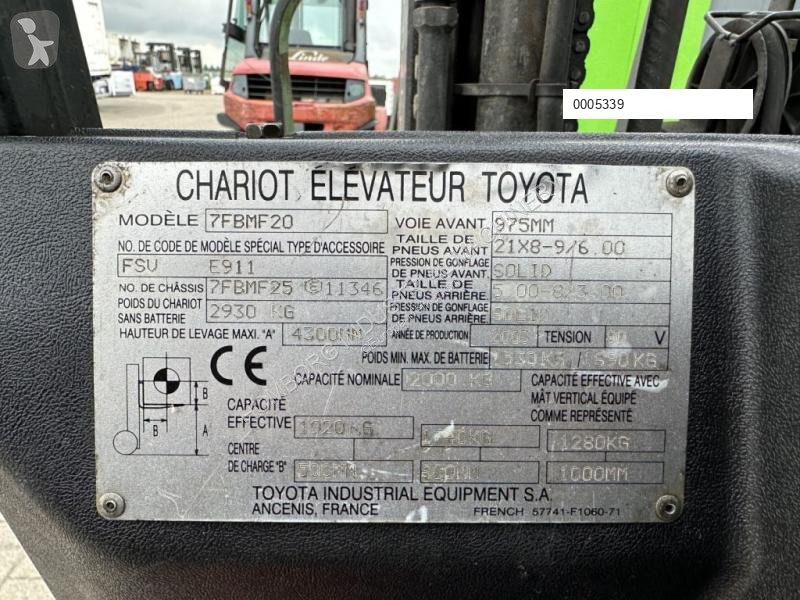 Linde
0005339
CHARIOT ÉLÉVATEUR TOYOTA
MODÈLE 7FBMF20 VOIE AVANT. 975MM
NO. DE CODE DE MODÈLE SPÉCIAL TYPE D'ACCESSOIRE TAILLE DE PNEUS AVANT 21X8-9/6.00
FSV E911 PRESSION DE GONFLAGE DE PNEUS AVANT. SOLID
NO. DE CHÂSSIS 7FBMF25 E 11346 TAILLE DE PNEUS ARRIÈRE. 5.00-8/3.00
POIDS DU CHARIOT SANS BATTERIE 2930 KG PRESSION DE GONFLAGE DE PNEUS ARRIÈRE.
HAUTEUR DE LEVAGE MAXI. "A" 4300MM ANNÉE DE PRODUCTION TENSION V
POIDS MIN. MAX. DE BATTERIE
CE CAPACITÉ NOMINALE 2000 KG CAPACITÉ EFFECTIVE AVEC
MÂT VERTICAL ÉQUIPÉ
COMME REPRÉSENTÉ
B
A
B
CAPACITÉ EFFECTIVE 1920KG 1280KG
CENTRE DE CHARGE "B" 1000MM
TOYOTA INDUSTRIAL EQUIPMENT S.A.
ANCENIS, FRANCE FRENCH 57741-F1060-71